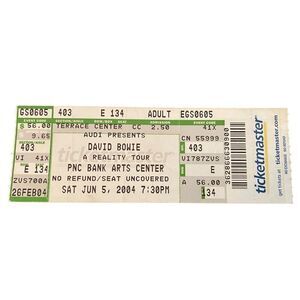 GS0605 403 E 134 ADULT EGS0605
$ 56.00 TERRACE CENTER CC 2.50 41X
9.65 AUDI PRESENTS CN 55999
403 DAVID BOWIE 403
VI 41X A REALITY TOUR VI787ZVS
E 134 PNC BANK ARTS CENTER E
ZVS700A NO REFUND/SEAT UNCOVERED A 56.00
26FEB04 SAT JUN 5, 2004 7:30PM 134
ticketmaster